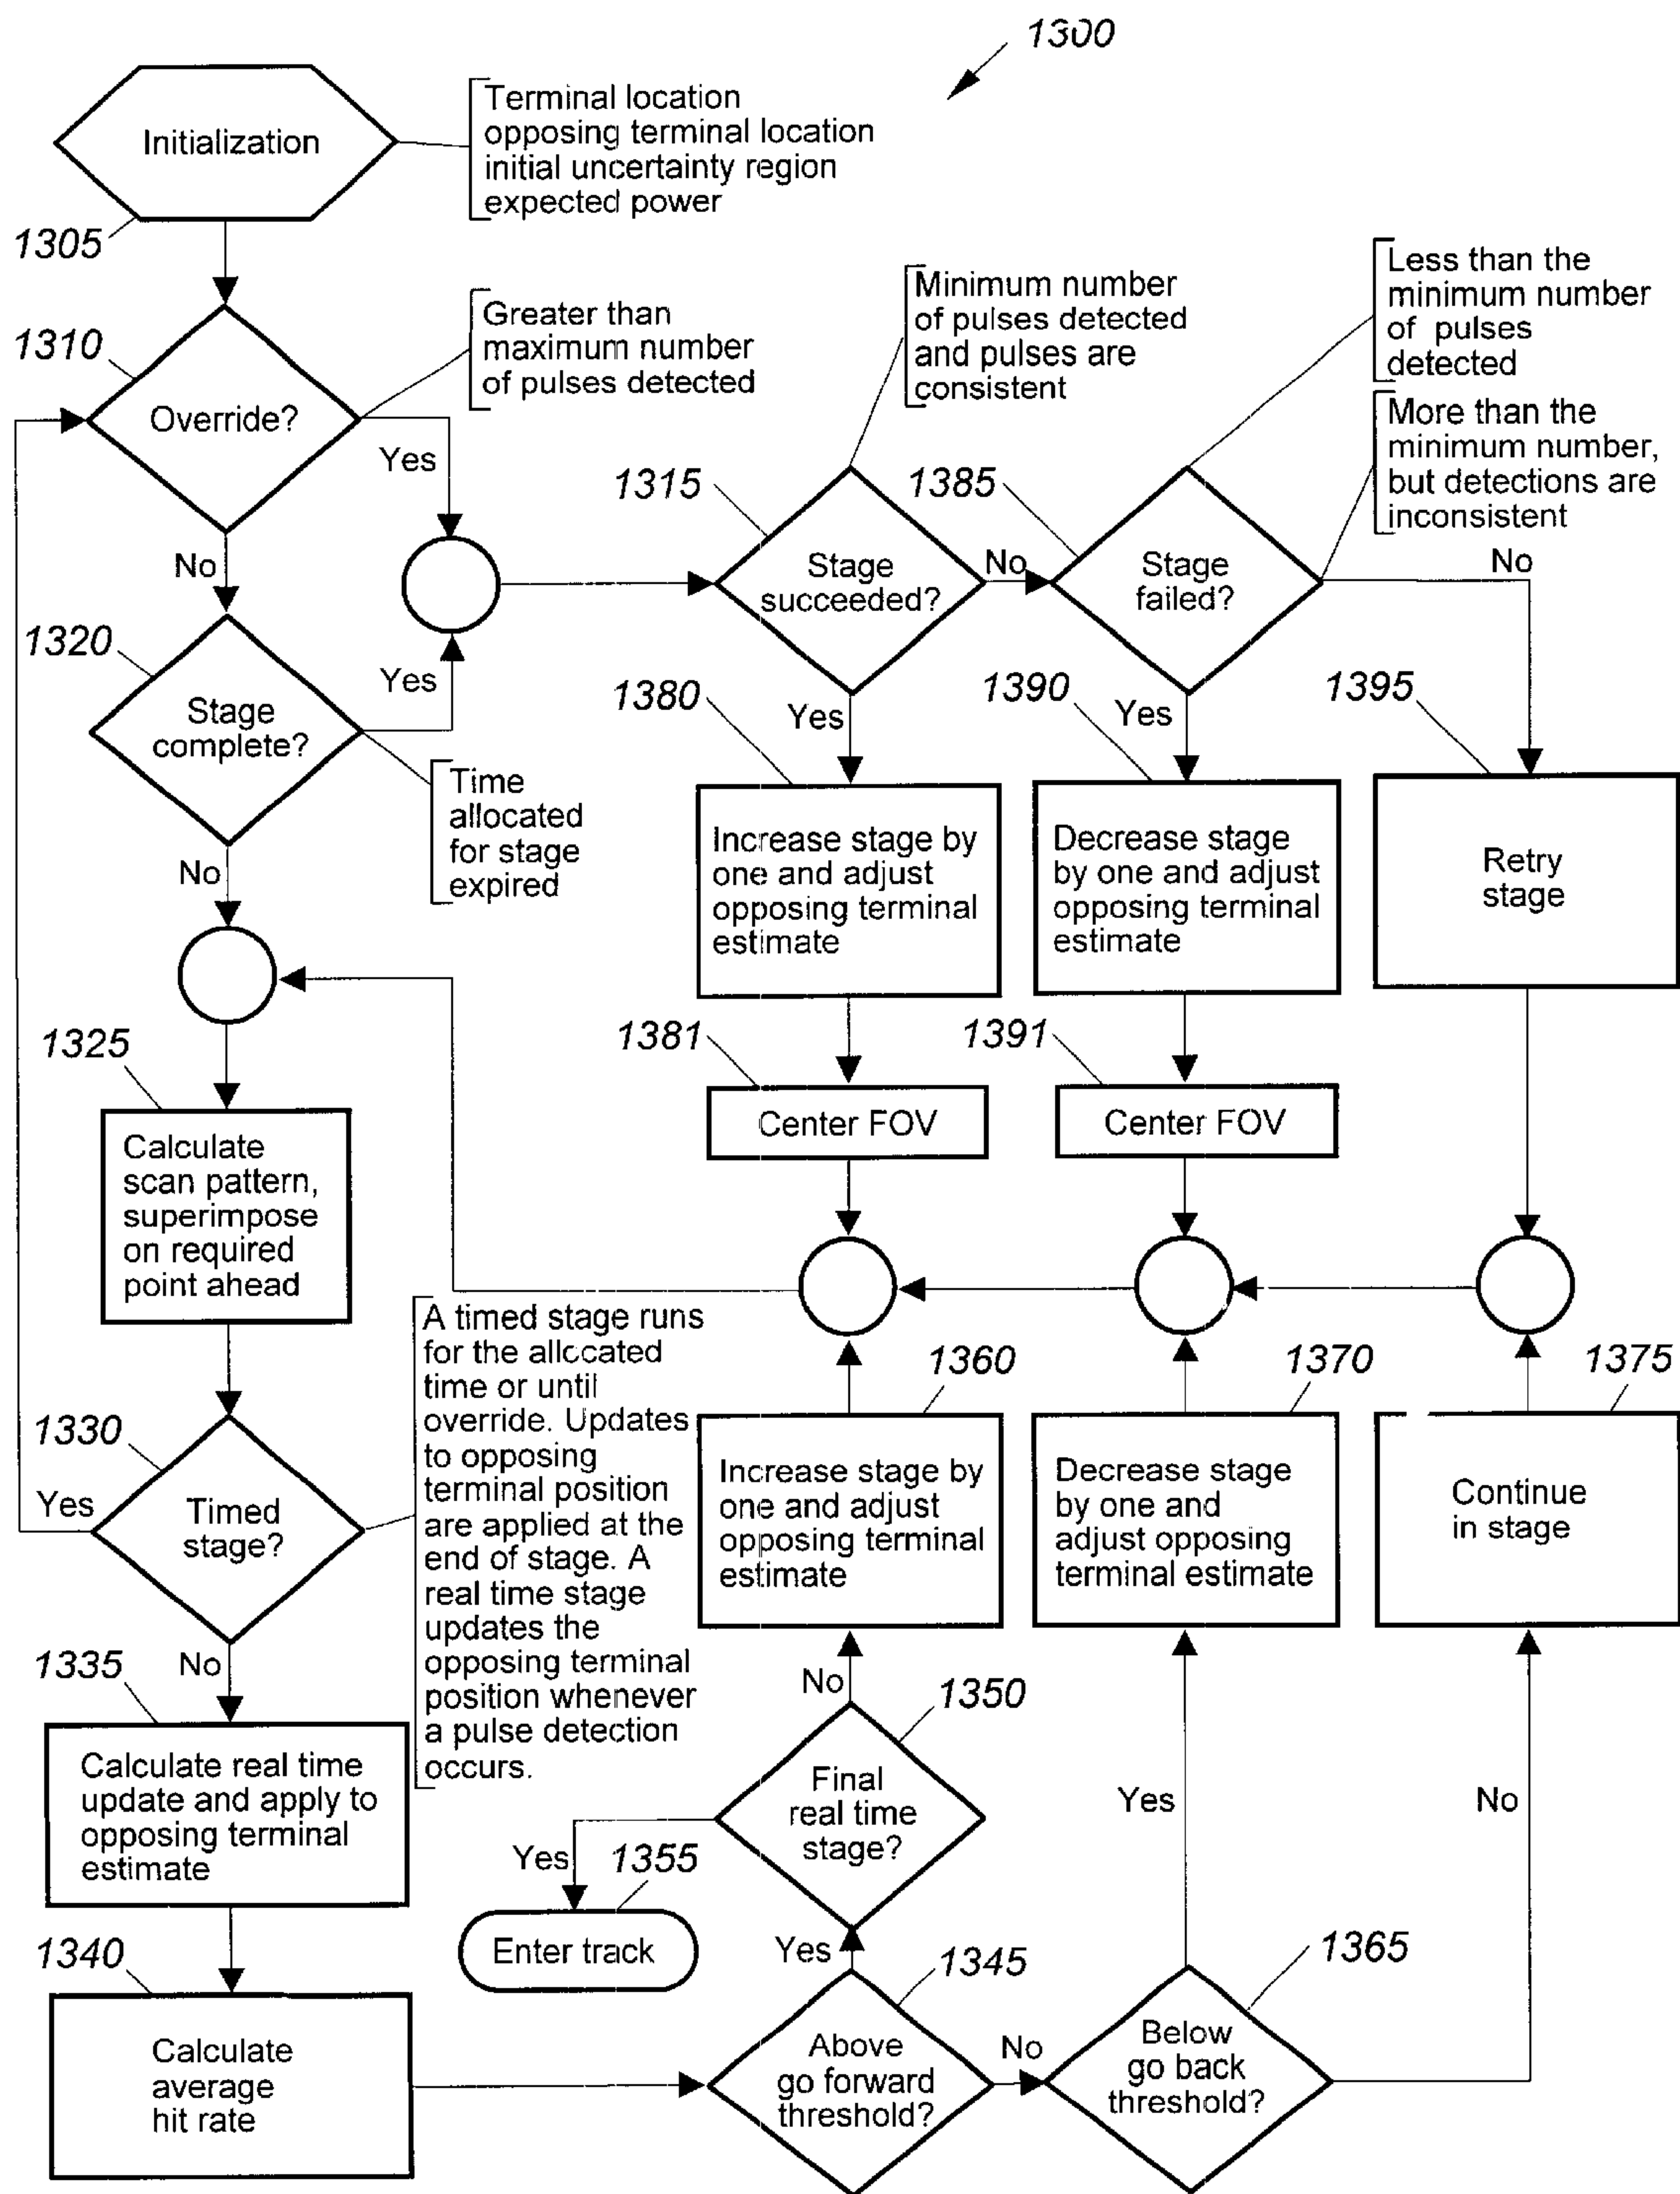 1300
Initialization
Terminal location
opposing terminal location
initial uncertainty region
expected power
1305
1310
Override?
Greater than
maximum number
of pulses detected
Yes
No
Minimum number
of pulses detected
and pulses are
consistent
Less than the
minimum number
of pulses
detected
More than the
minimum number,
but detections are
inconsistent
1315
Stage
succeeded?
No
1385
Stage
failed?
No
1320
Stage
complete?
Yes
Time
allocated
for stage
expired
No
1380
Yes
Increase stage by
one and adjust
opposing terminal
estimate
1390
Yes
Decrease stage
by one and adjust
opposing terminal
estimate
1395
Retry
stage
1381
Center FOV
1391
Center FOV
1325
Calculate
scan pattern,
superimpose
on required
point ahead
1330
Yes
Timed
stage?
No
A timed stage runs
for the allocated
time or until
override. Updates
to opposing
terminal position
are applied at the
end of stage. A
real time stage
updates the
opposing terminal
position whenever
a pulse detection
occurs.
1360
Increase stage by
one and adjust
opposing terminal
estimate
1370
Decrease stage
by one and
adjust opposing
terminal estimate
1375
Continue
in stage
1335
Calculate real time
update and apply to
opposing terminal
estimate
No
1350
Final
real time
stage?
Yes
1355
Enter track
Yes
No
1340
Calculate
average
hit rate
Yes
1345
Above
go forward
threshold?
No
1365
Below
go back
threshold?